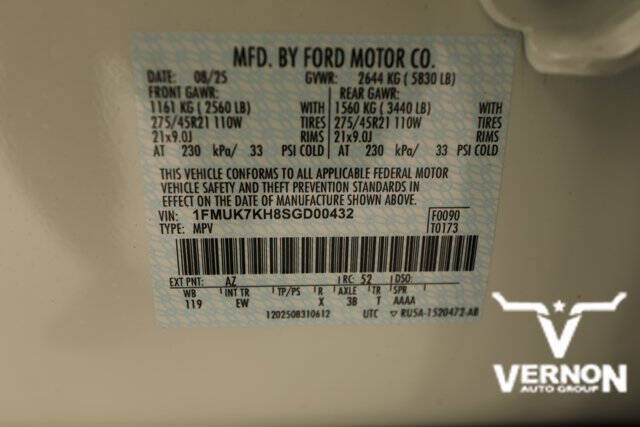 MFD. BY FORD MOTOR CO.
DATE: 08/25 GVWR: 2644 KG ( 5830 LB)
FRONT GAWR: REAR GAWR:
1161 KG ( 2560 LB) WITH 1560 KG ( 3440 LB) WITH
275/45R21 110W TIRES 275/45R21 110W TIRES
21x9.0J RIMS 21x9.0J RIMS
AT 230 kPa/ 33 PSI COLD AT 230 kPa/ 33 PSI COLD
THIS VEHICLE CONFORMS TO ALL APPLICABLE FEDERAL MOTOR
VEHICLE SAFETY AND THEFT PREVENTION STANDARDS IN
EFFECT ON THE DATE OF MANUFACTURE SHOWN ABOVE.
VIN: 1FMUK7KH8SGD00432 F0090
TYPE: MPV T0173
EXT PNT: AZ RC: 52 DSO:
WB INT TR TP/PS R AXLE TR SPR
119 EW X 3B T AAAA
1202508310612 UTC ▽ RU5A-1520472-AB
VERNON
AUTO GROUP